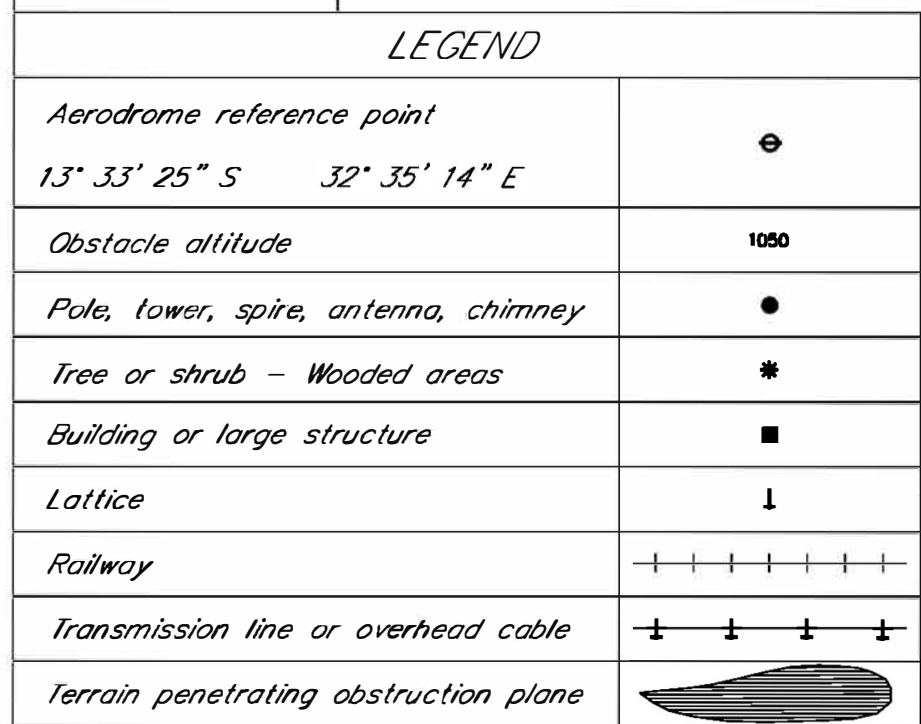 LEGEND
Aerodrome reference point
13° 33' 25" S 32° 35' 14" E
Obstacle altitude 1050
Pole, tower, spire, antenna, chimney
Tree or shrub - Wooded areas
Building or large structure
Lattice
Railway
Transmission line or overhead cable
Terrain penetrating obstruction plane